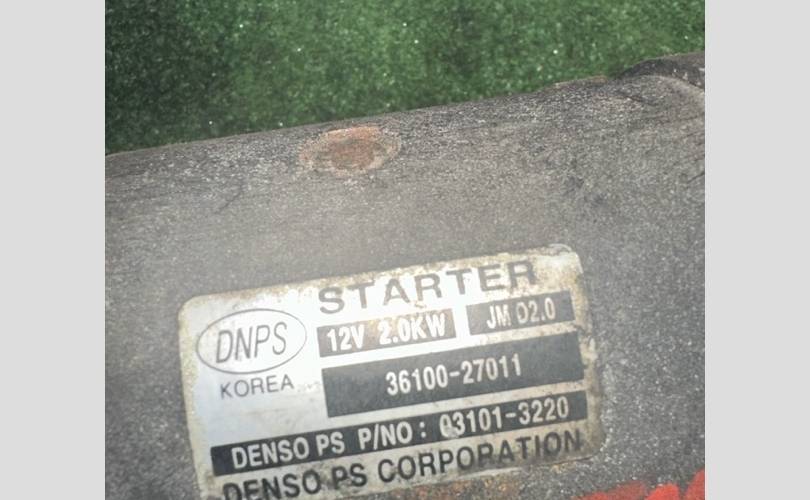 STARTER
DNPS
12V 2.0KW
JM D2.0
KOREA
36100-27011
DENSO PS P/NO : 03101-3220
DENSO PS CORPORATION